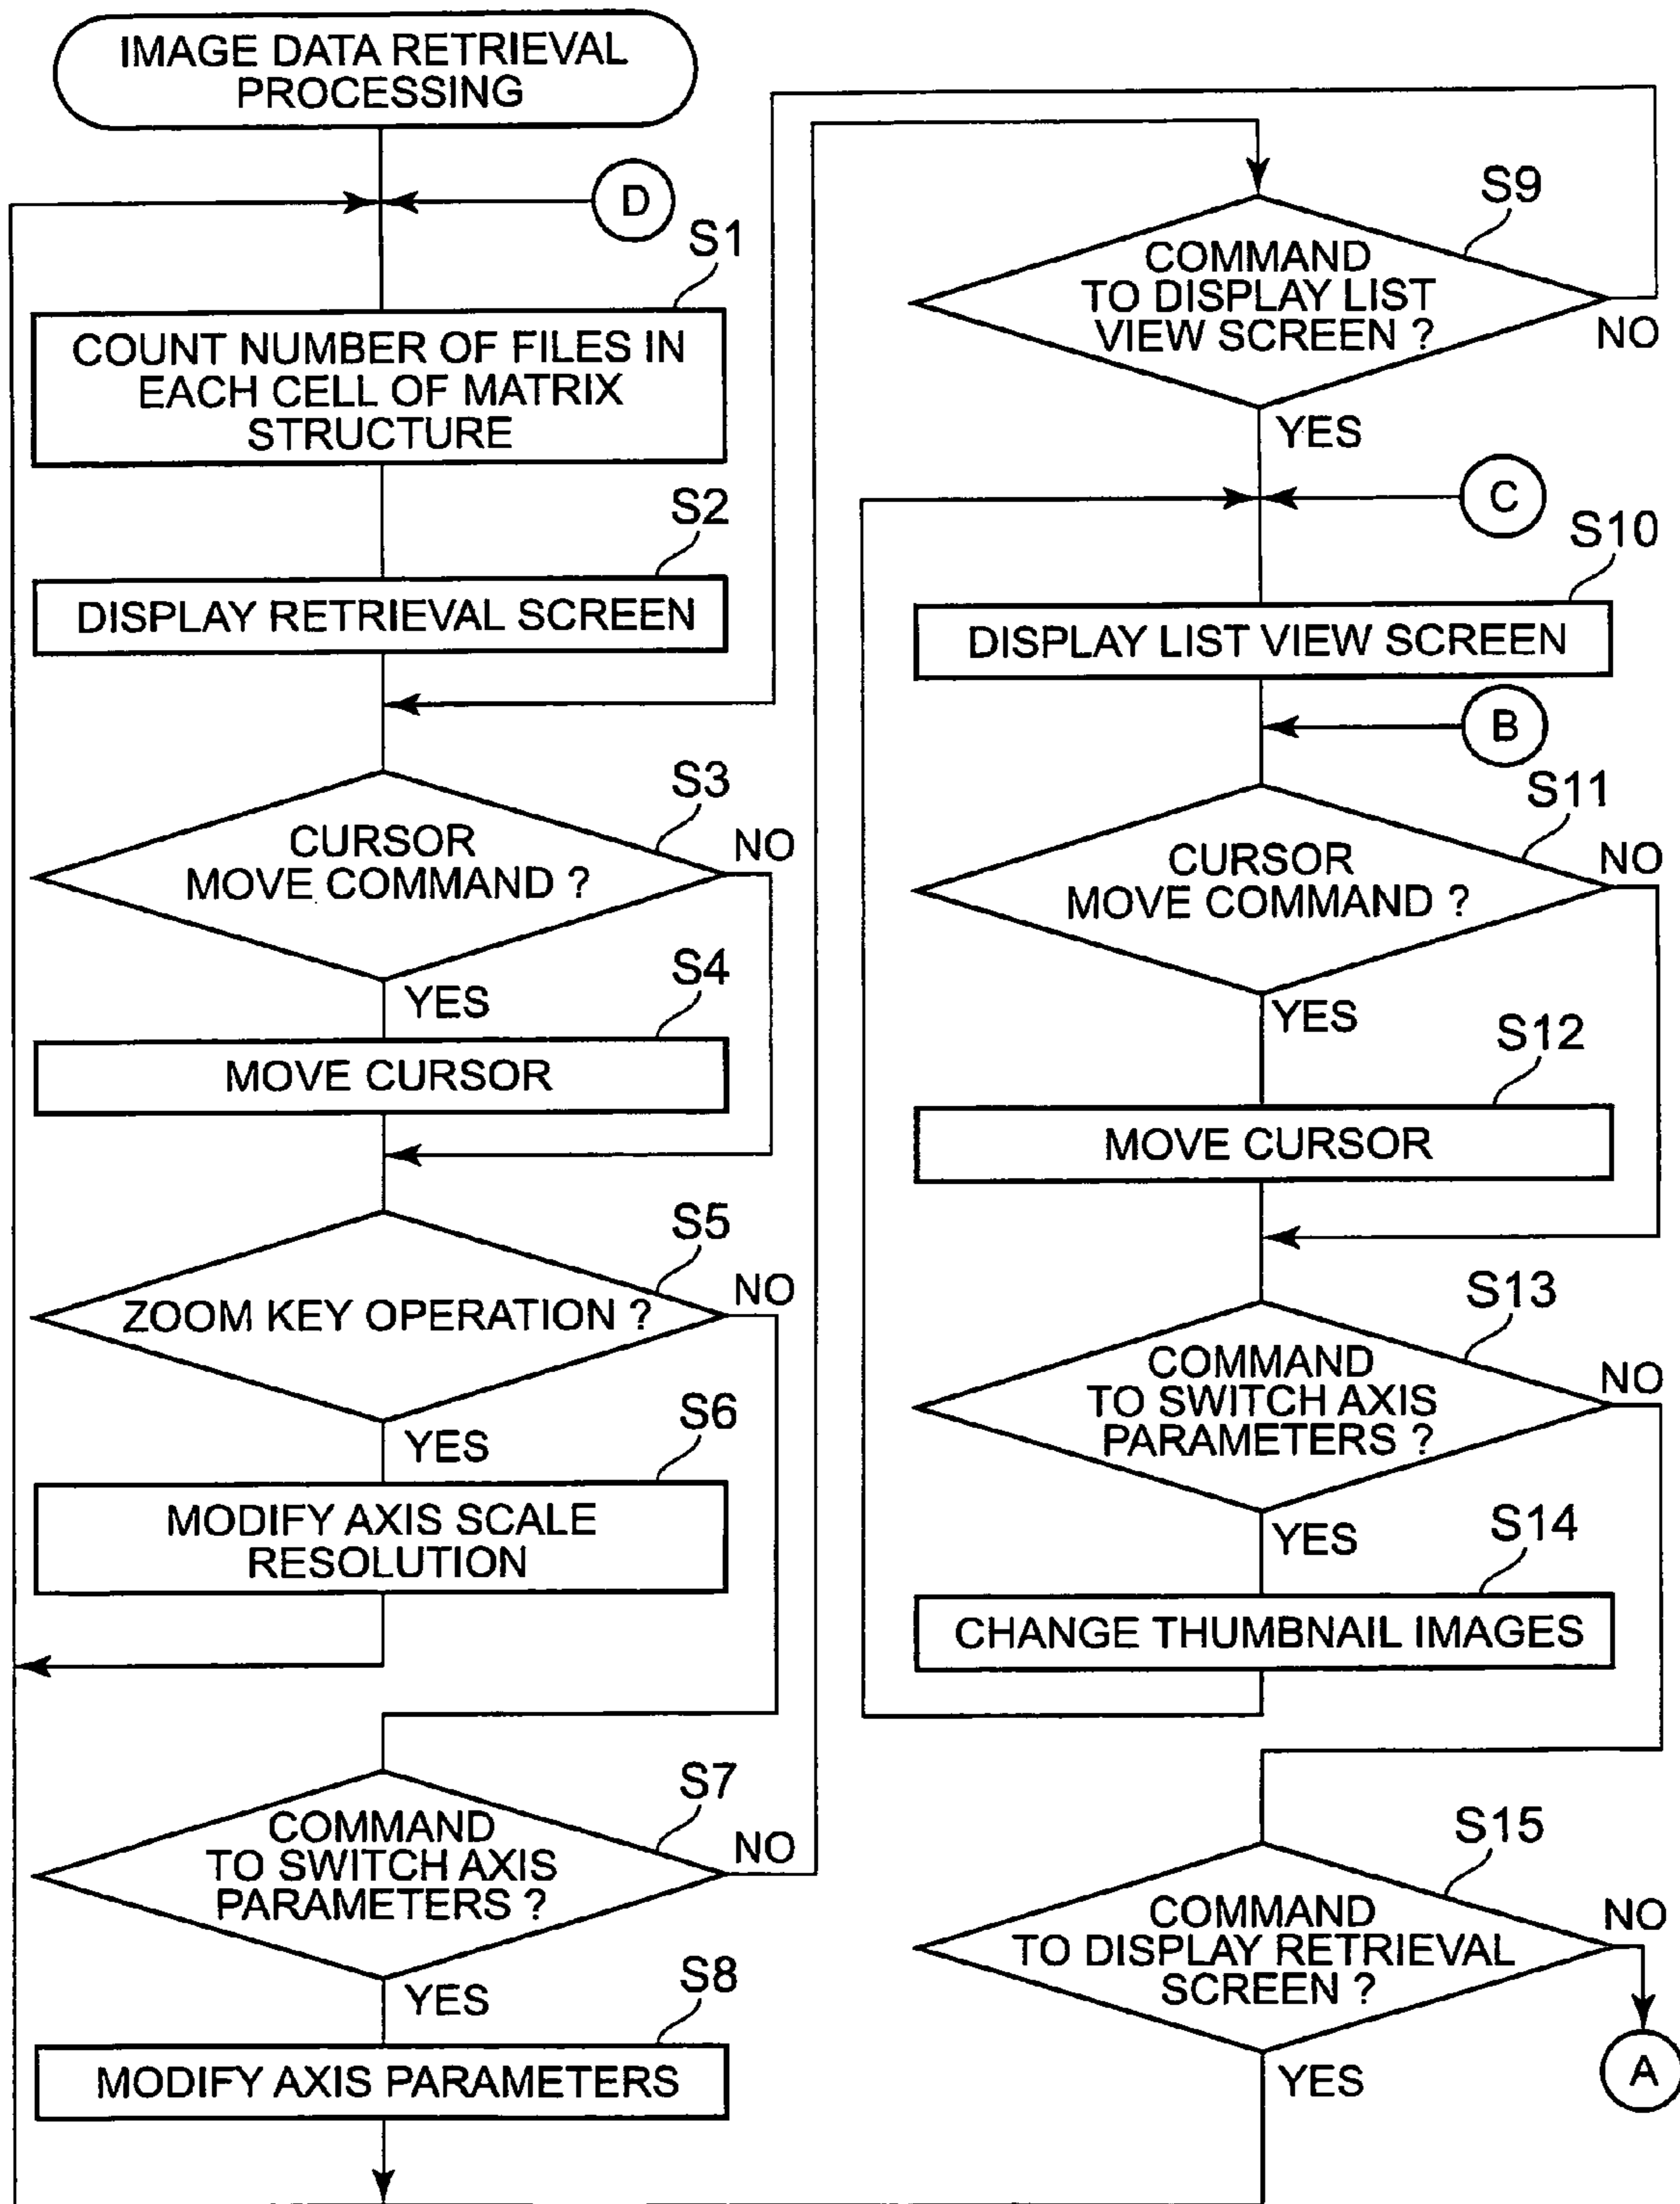 IMAGE DATA RETRIEVAL
PROCESSING
D
S1
COUNT NUMBER OF FILES IN
EACH CELL OF MATRIX
STRUCTURE
S2
DISPLAY RETRIEVAL SCREEN
S3
CURSOR
MOVE COMMAND ?
NO
YES
S4
MOVE CURSOR
S5
ZOOM KEY OPERATION ?
NO
YES
S6
MODIFY AXIS SCALE
RESOLUTION
S7
COMMAND
TO SWITCH AXIS
PARAMETERS ?
NO
YES
S8
MODIFY AXIS PARAMETERS
S9
COMMAND
TO DISPLAY LIST
VIEW SCREEN ?
NO
YES
C
S10
DISPLAY LIST VIEW SCREEN
B
S11
CURSOR
MOVE COMMAND ?
NO
YES
S12
MOVE CURSOR
S13
COMMAND
TO SWITCH AXIS
PARAMETERS ?
NO
YES
S14
CHANGE THUMBNAIL IMAGES
S15
COMMAND
TO DISPLAY RETRIEVAL
SCREEN ?
NO
YES
A